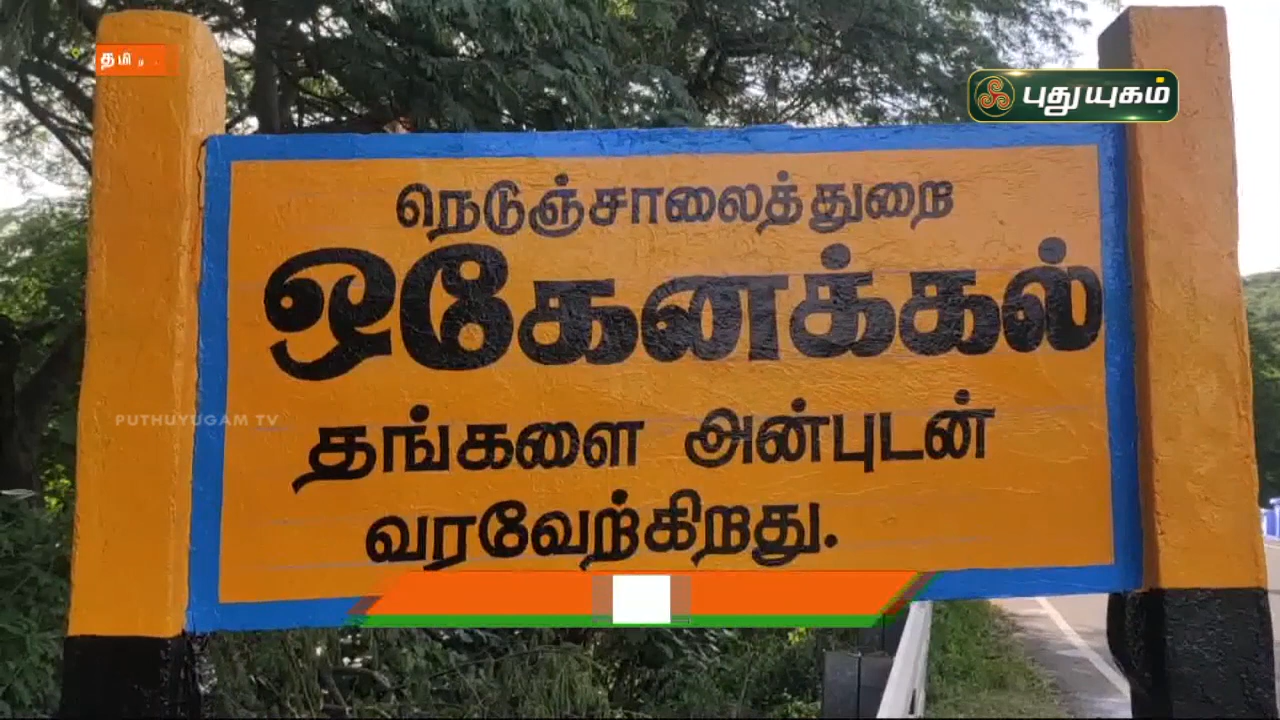 புதுயுகம்
நெடுஞ்சாலைத்துறை
ஒகேனக்கல்
PUTHUYUGAM TV
தங்களை அன்புடன்
வரவேற்கிறது.